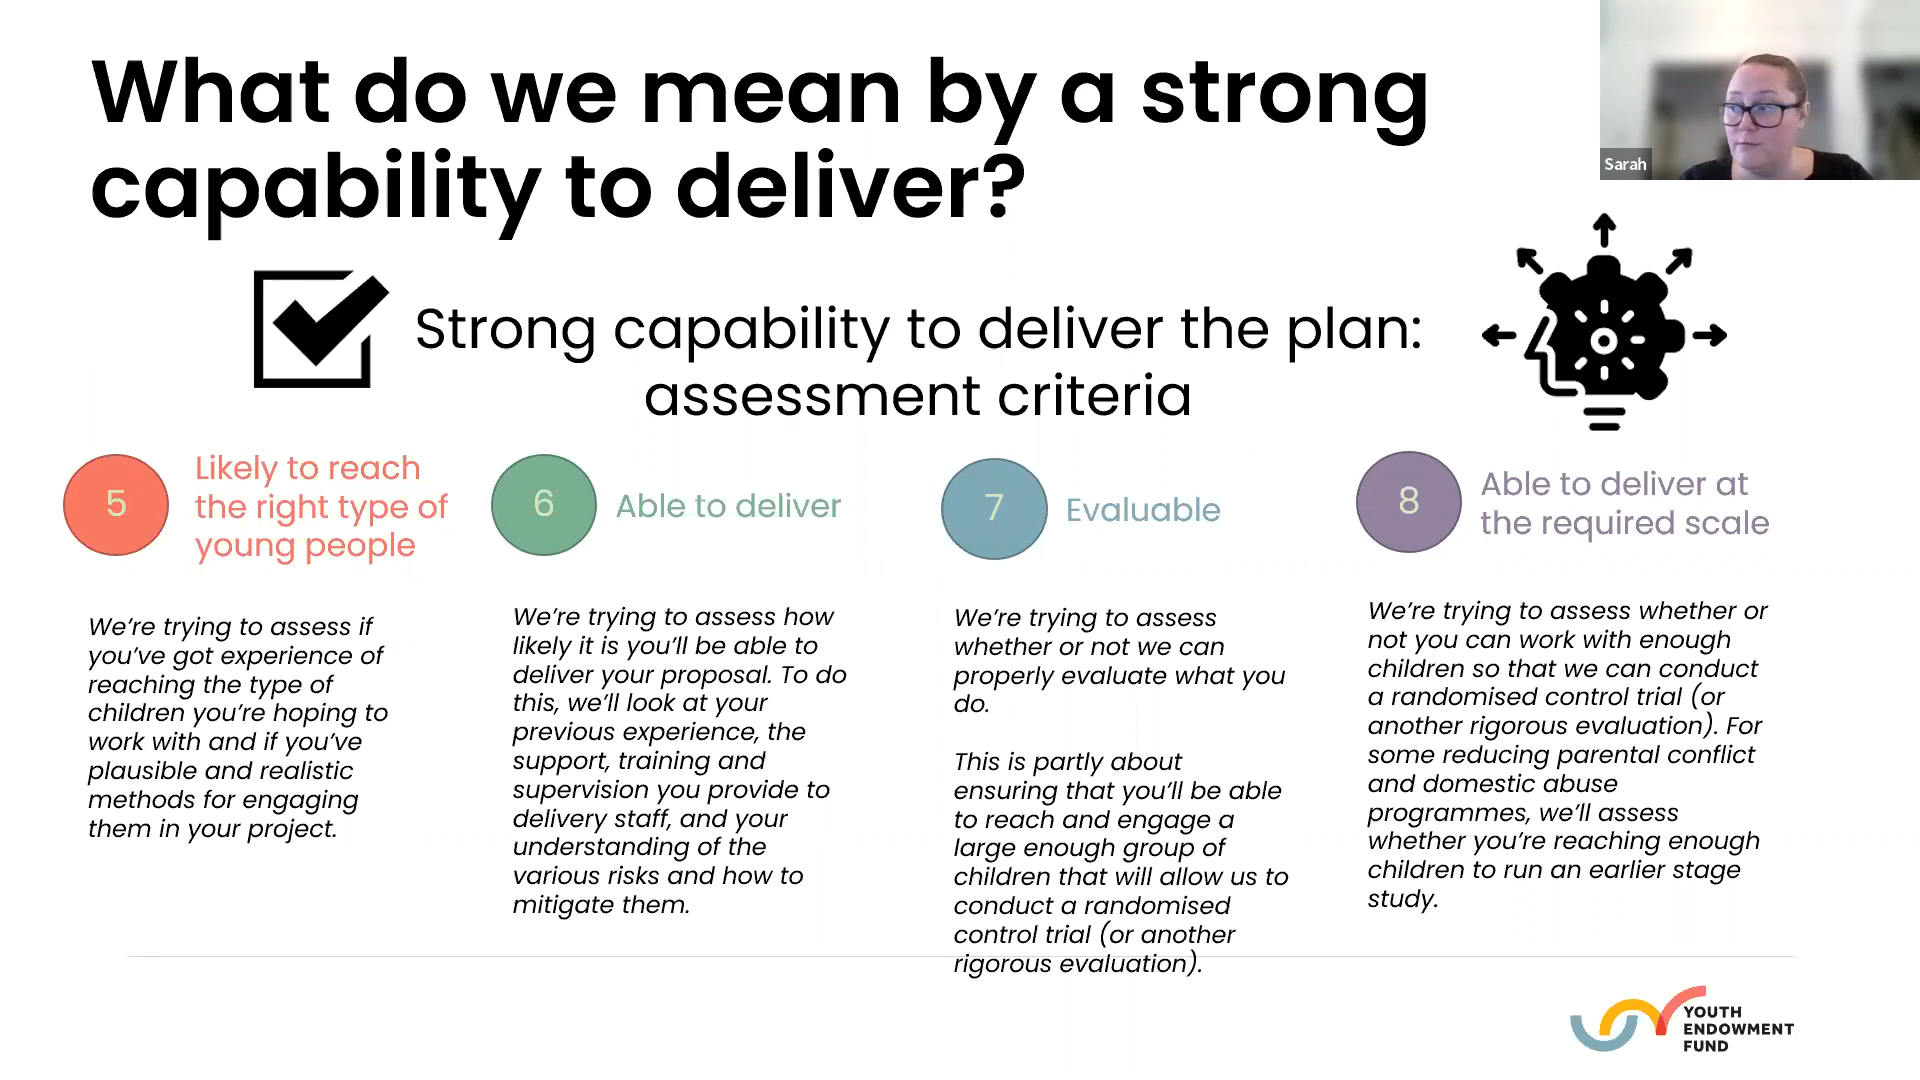 What do we mean by a strong
capability to deliver?
Sarah
Strong capability to deliver the plan:
assessment criteria
5
Likely to reach
the right type of
young people
We're trying to assess if
you've got experience of
reaching the type of
children you're hoping to
work with and if you've
plausible and realistic
methods for engaging
them in your project.
6
Able to deliver
We're trying to assess how
likely it is you'll be able to
deliver your proposal. To do
this, we'll look at your
previous experience, the
support, training and
supervision you provide to
delivery staff, and your
understanding of the
various risks and how to
mitigate them.
7
Evaluable
We're trying to assess
whether or not we can
properly evaluate what you
do.
This is partly about
ensuring that you'll be able
to reach and engage a
large enough group of
children that will allow us to
conduct a randomised
control trial (or another
rigorous evaluation).
8
Able to deliver at
the required scale
We're trying to assess whether or
not you can work with enough
children so that we can conduct
a randomised control trial (or
another rigorous evaluation). For
some reducing parental conflict
and domestic abuse
programmes, we'll assess
whether you're reaching enough
children to run an earlier stage
study.
YOUTH
ENDOWMENT
FUND